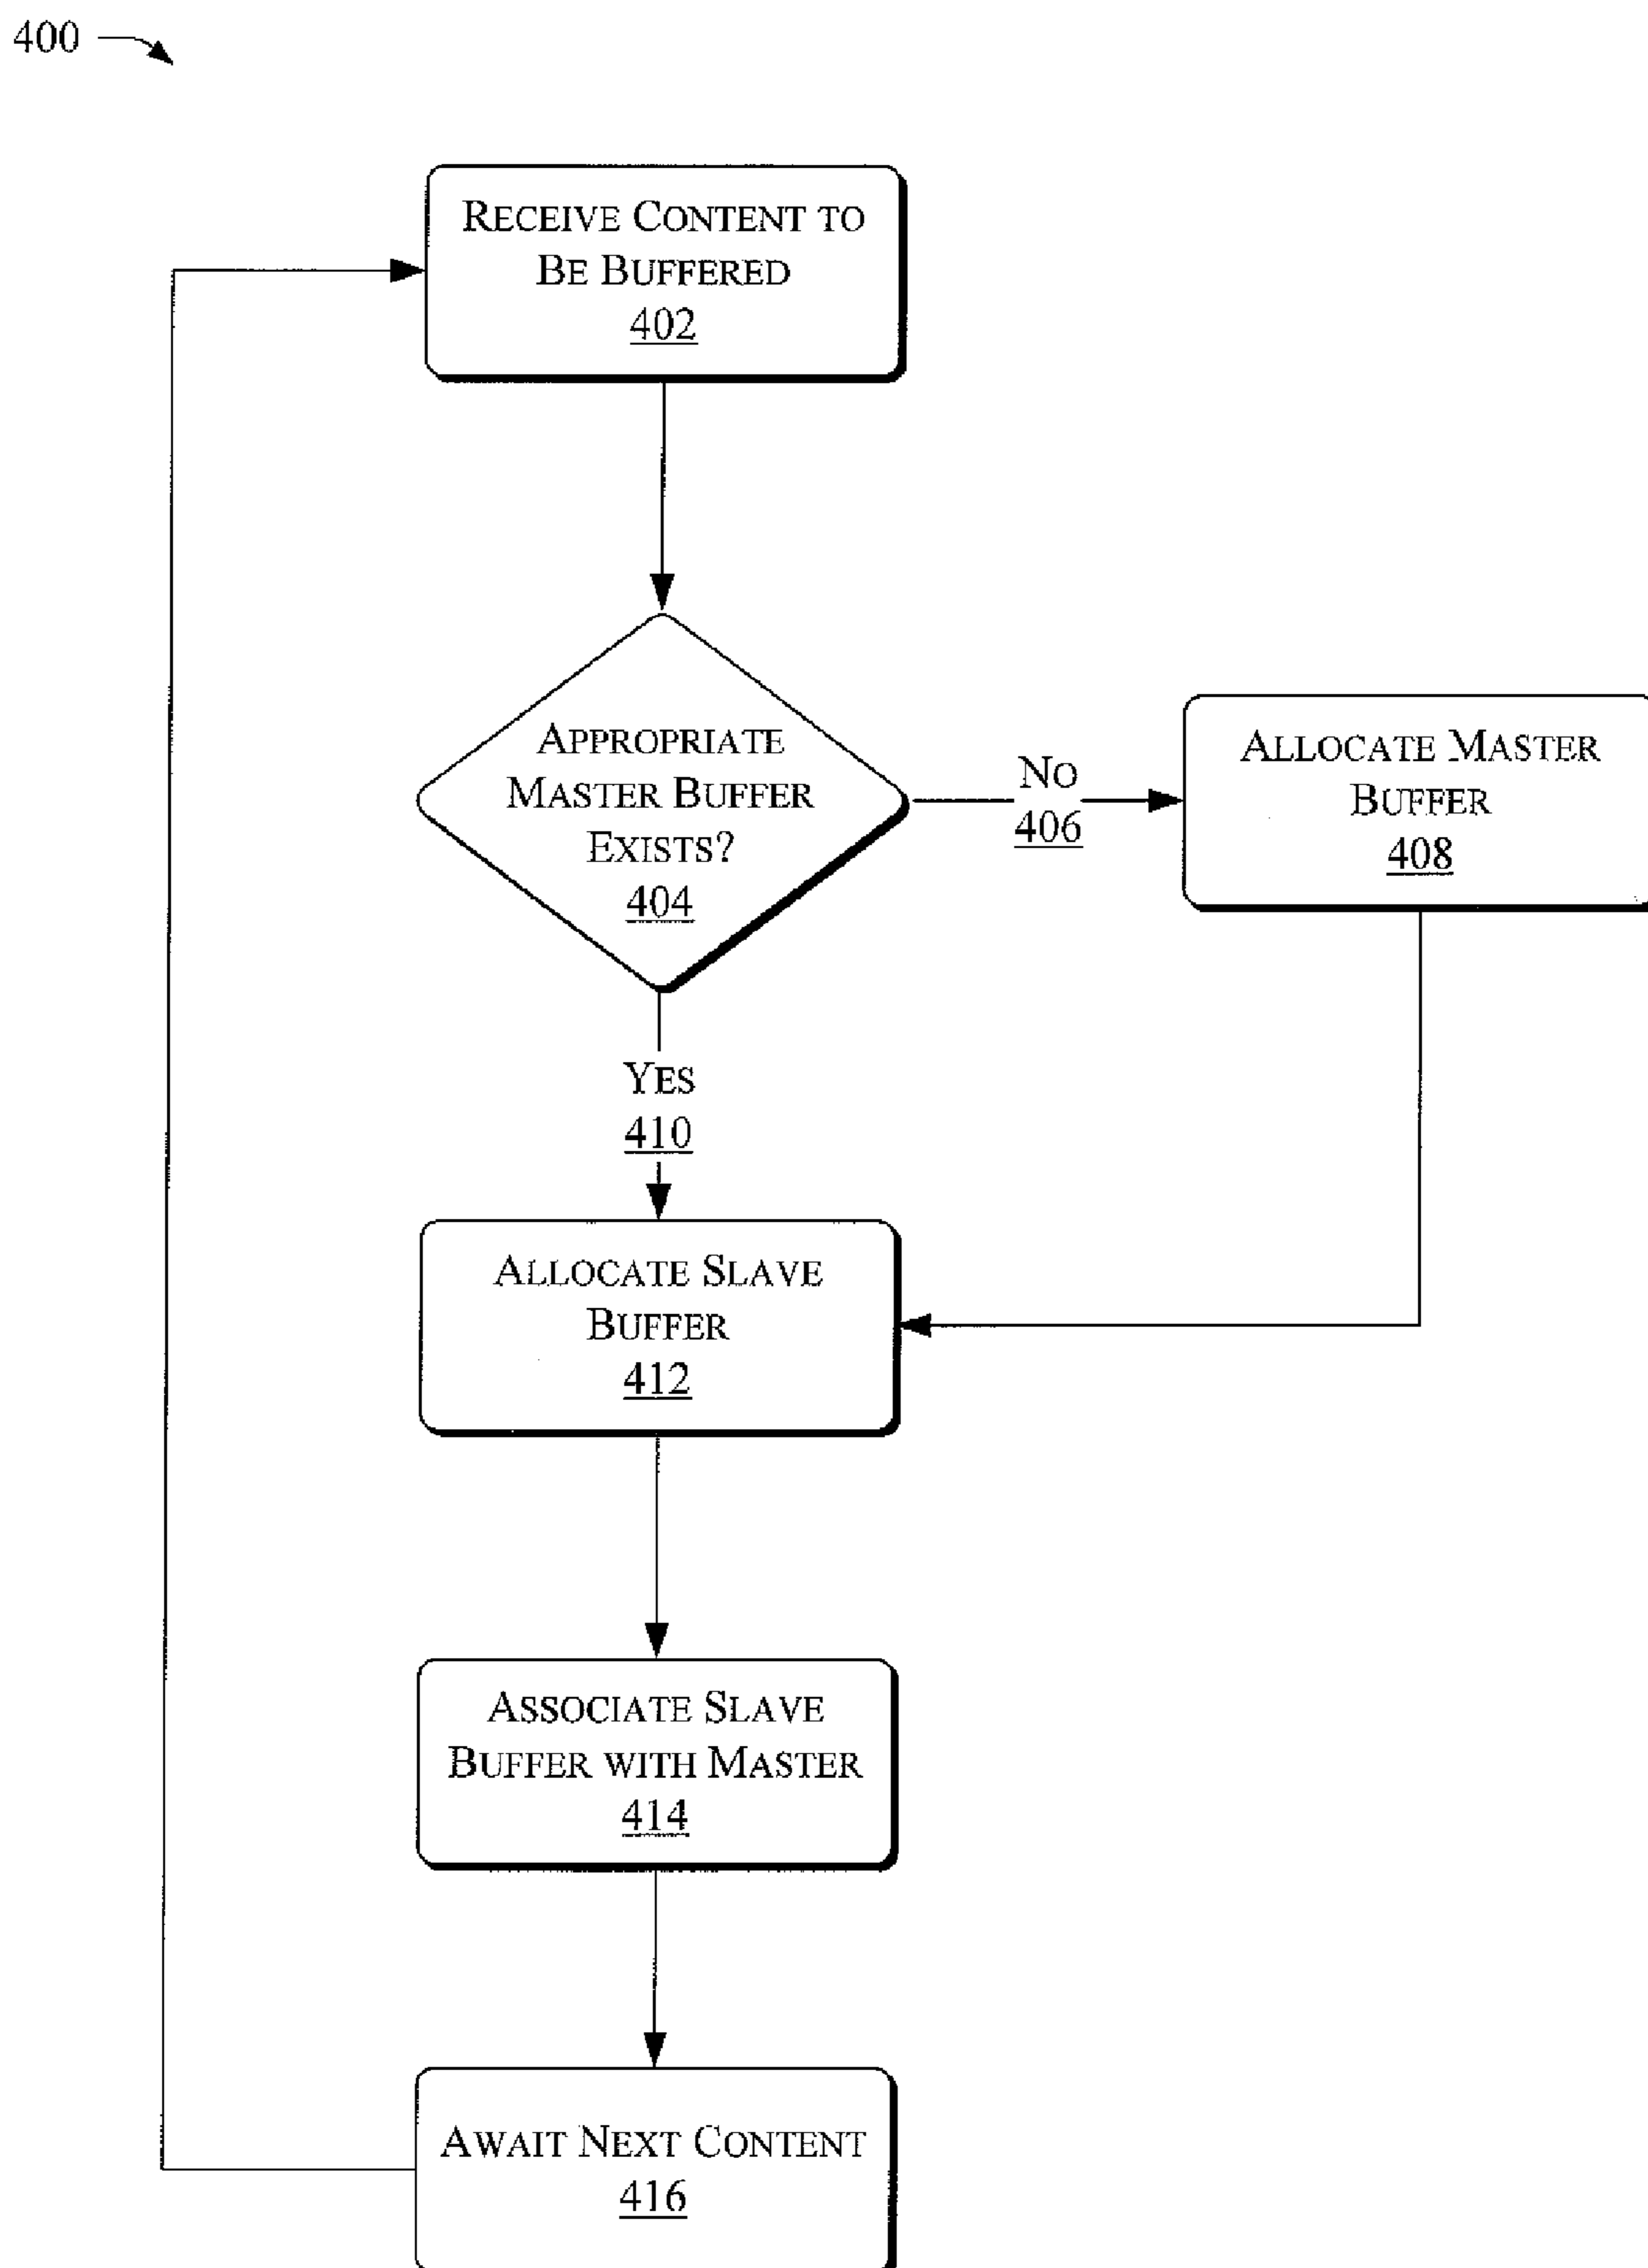 400
RECEIVE CONTENT TO
BE BUFFERED
402
APPROPRIATE
MASTER BUFFER
EXISTS?
404
NO
406
ALLOCATE MASTER
BUFFER
408
YES
410
ALLOCATE SLAVE
BUFFER
412
ASSOCIATE SLAVE
BUFFER WITH MASTER
414
AWAIT NEXT CONTENT
416